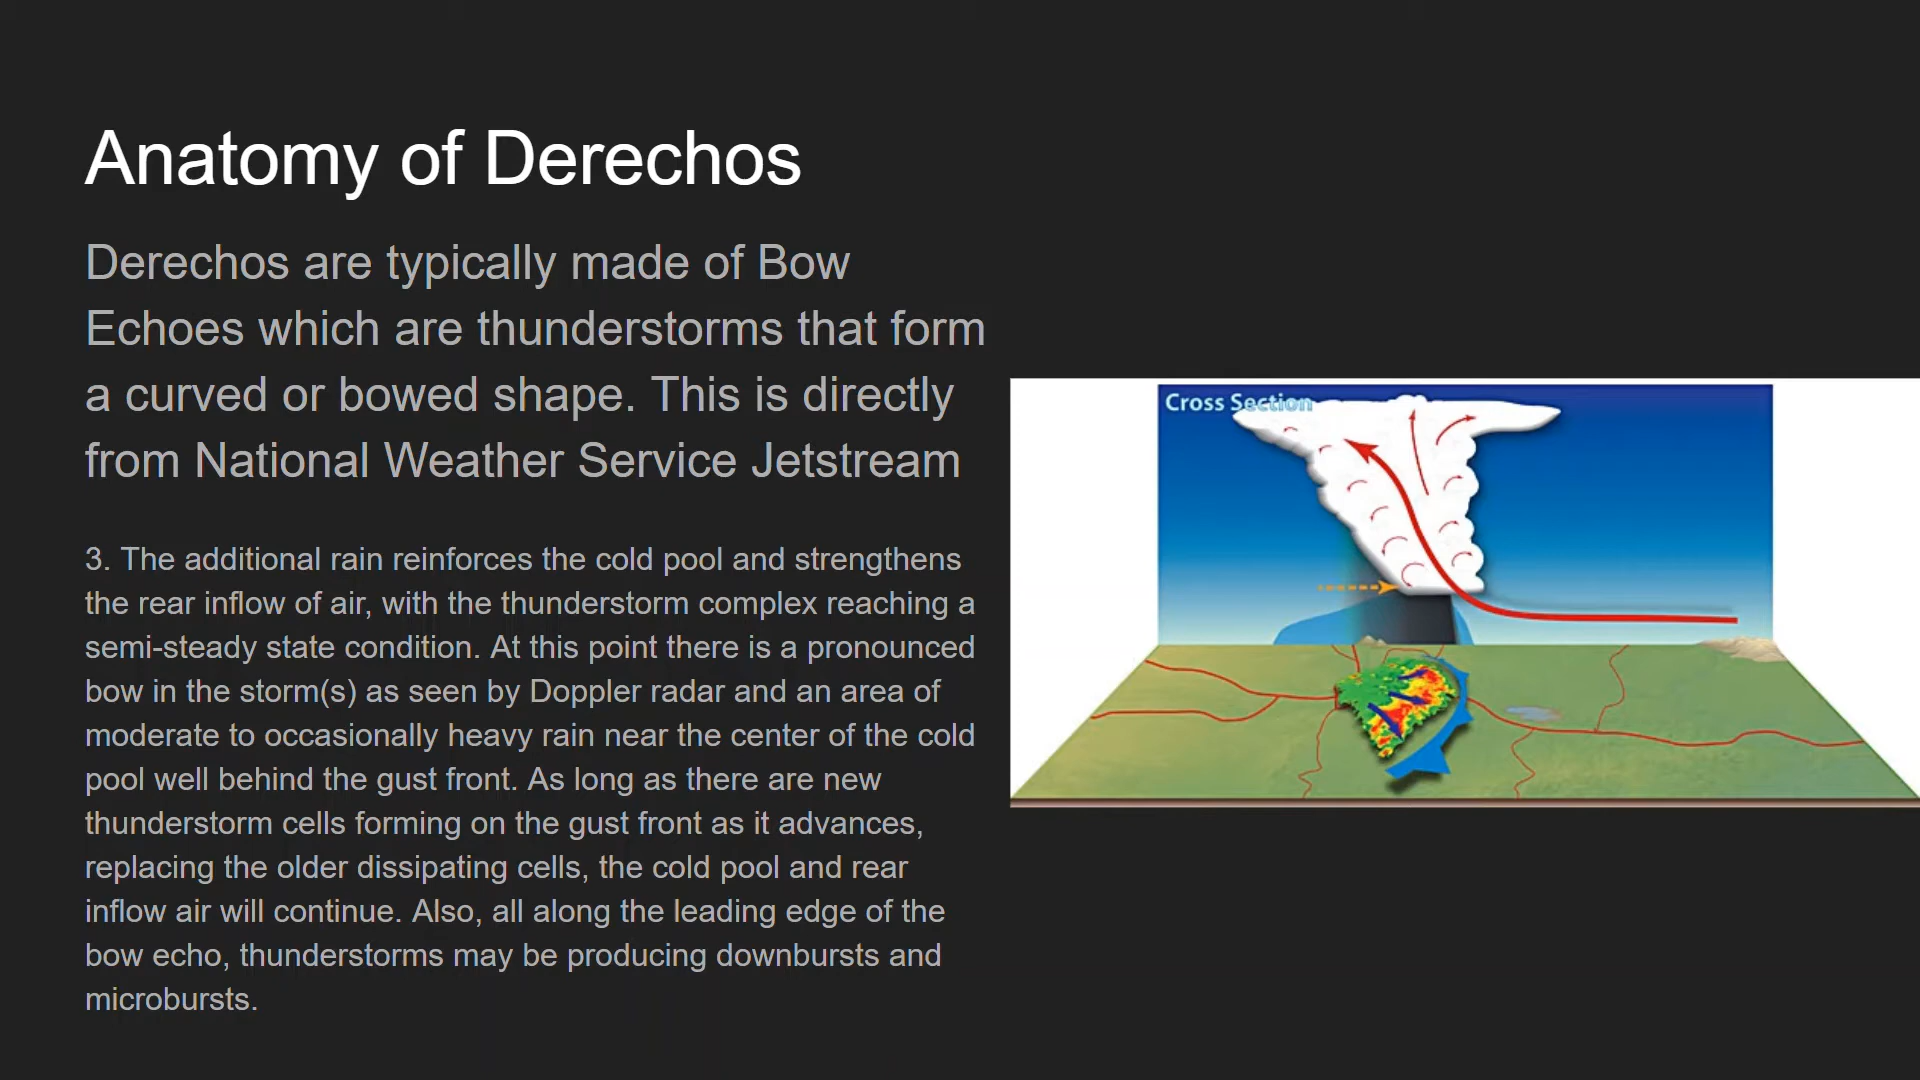 Anatomy of Derechos
Derechos are typically made of Bow
Echoes which are thunderstorms that form
a curved or bowed shape. This is directly
from National Weather Service Jetstream
3. The additional rain reinforces the cold pool and strengthens
the rear inflow of air, with the thunderstorm complex reaching a
semi-steady state condition. At this point there is a pronounced
bow in the storm(s) as seen by Doppler radar and an area of
moderate to occasionally heavy rain near the center of the cold
pool well behind the gust front. As long as there are new
thunderstorm cells forming on the gust front as it advances,
replacing the older dissipating cells, the cold pool and rear
inflow air will continue. Also, all along the leading edge of the
bow echo, thunderstorms may be producing downbursts and
microbursts.
Cross Section